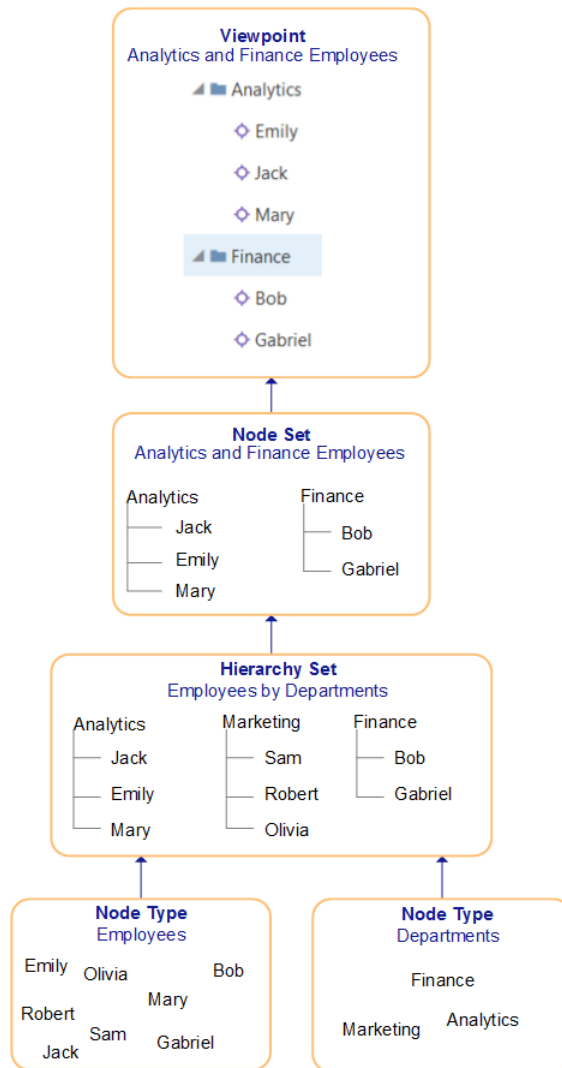 Viewpoint
Analytics and Finance Employees
Analytics
Emily
Jack
Mary
Finance
Bob
Gabriel
Node Set
Analytics and Finance Employees
Analytics
Jack
Emily
Mary
Finance
Bob
Gabriel
Hierarchy Set
Employees by Departments
Analytics
Jack
Emily
Mary
Marketing
Sam
Robert
Olivia
Finance
Bob
Gabriel
Node Type
Employees
Emily
Olivia
Bob
Mary
Robert
Sam
Gabriel
Jack
Node Type
Departments
Finance
Analytics
Marketing